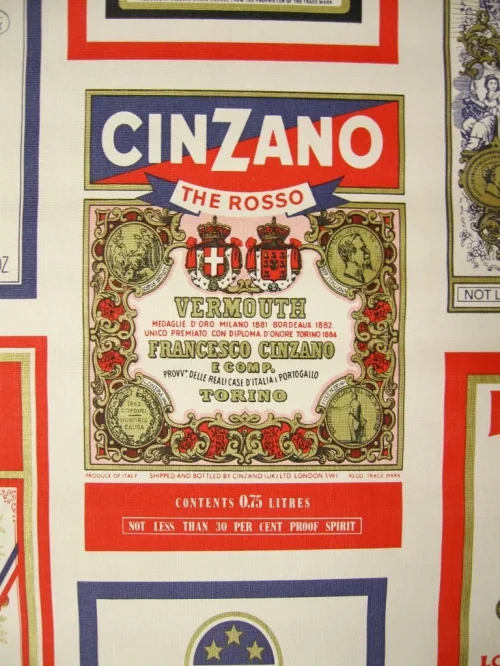 CINZANO
THE ROSSO
VERMOUTH
MEDAGLIE D'ORO MILANO 1881 BORDEAUX 1882
UNICO PREMIATO CON DIPLOMA D'ONORE TORINO 1884
FRANCESCO CINZANO
E COMP.
PROVVri DELLE REALI CASE D'ITALIA E PORTOGALLO
TORINO
PRODUCE OF ITALY SHIPPED AND BOTTLED BY CINZANO (UK) LTD. LONDON SW1 REGD TRADE MARK
CONTENTS 0.75 LITRES
NOT LESS THAN 30 PER CENT PROOF SPIRIT
NOT L